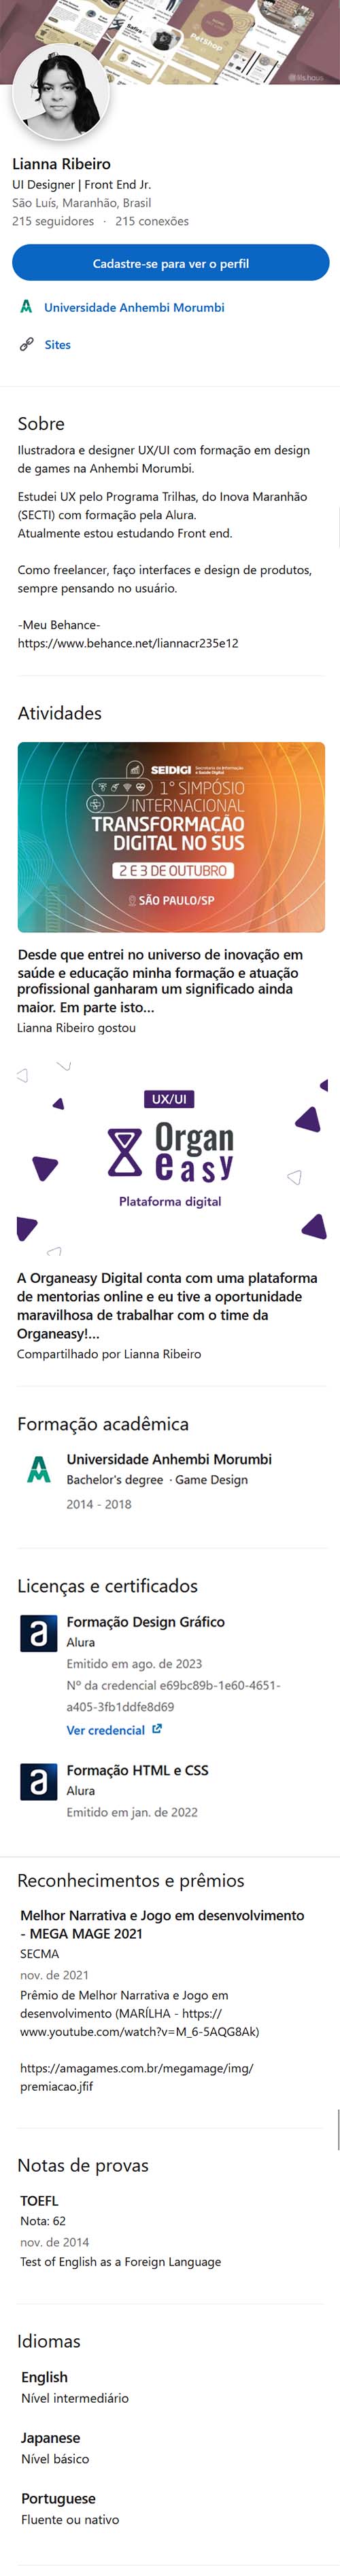 PetShop
@lis.haus
Lianna Ribeiro
UI Designer | Front End Jr.
São Luís, Maranhão, Brasil
215 seguidores · 215 conexões
Cadastre-se para ver o perfil
Universidade Anhembi Morumbi
Sites
Sobre
Ilustradora e designer UX/UI com formação em design
de games na Anhembi Morumbi.
Estudei UX pelo Programa Trilhas, do Inova Maranhão
(SECTI) com formação pela Alura.
Atualmente estou estudando Front end.
Como freelancer, faço interfaces e design de produtos,
sempre pensando no usuário.
-Meu Behance-
https://www.behance.net/liannacr235e12
Atividades
SEIDIGI Secretaria de Informação
e Saúde Digital
1° SIMPÓSIO
INTERNACIONAL
TRANSFORMAÇÃO
DIGITAL NO SUS
2 E 3 DE OUTUBRO
SÃO PAULO/SP
Desde que entrei no universo de inovação em
saúde e educação minha formação e atuação
profissional ganharam um significado ainda
maior. Em parte isto...
Lianna Ribeiro gostou
UX/UI
Organ
easy
Plataforma digital
A Organeasy Digital conta com uma plataforma
de mentorias online e eu tive a oportunidade
maravilhosa de trabalhar com o time da
Organeasy!...
Compartilhado por Lianna Ribeiro
Formação acadêmica
Universidade Anhembi Morumbi
Bachelor's degree · Game Design
2014 - 2018
Licenças e certificados
a
Formação Design Gráfico
Alura
Emitido em ago. de 2023
Nº da credencial e69bc89b-1e60-4651-
a405-3fb1ddfe8d69
Ver credencial
a
Formação HTML e CSS
Alura
Emitido em jan. de 2022
Reconhecimentos e prêmios
Melhor Narrativa e Jogo em desenvolvimento
- MEGA MAGE 2021
SECMA
nov. de 2021
Prêmio de Melhor Narrativa e Jogo em
desenvolvimento (MARÍLHA - https://
www.youtube.com/watch?v=M_6-5AQG8Ak)
https://amagames.com.br/megamage/img/
premiacao.jfif
Notas de provas
TOEFL
Nota: 62
nov. de 2014
Test of English as a Foreign Language
Idiomas
English
Nível intermediário
Japanese
Nível básico
Portuguese
Fluente ou nativo